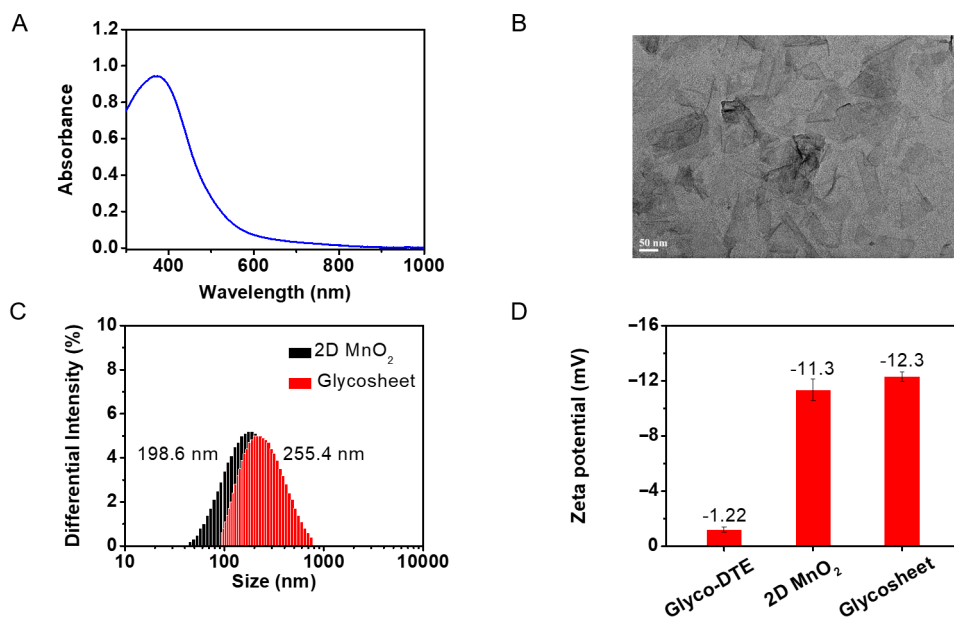 A
1.2
1.0
0.8
0.6
0.4
0.2
0.0
Absorbance
400
600
800
1000
Wavelength (nm)
B
50 nm
C
10
8
6
4
2
0
Differential Intensity (%)
2D MnO₂
Glycosheet
198.6 nm
255.4 nm
10
100
1000
10000
Size (nm)
D
−16
−12
−8
−4
0
Zeta potential (mV)
-1.22
-11.3
-12.3
Glyco-DTE
2D MnO₂
Glycosheet